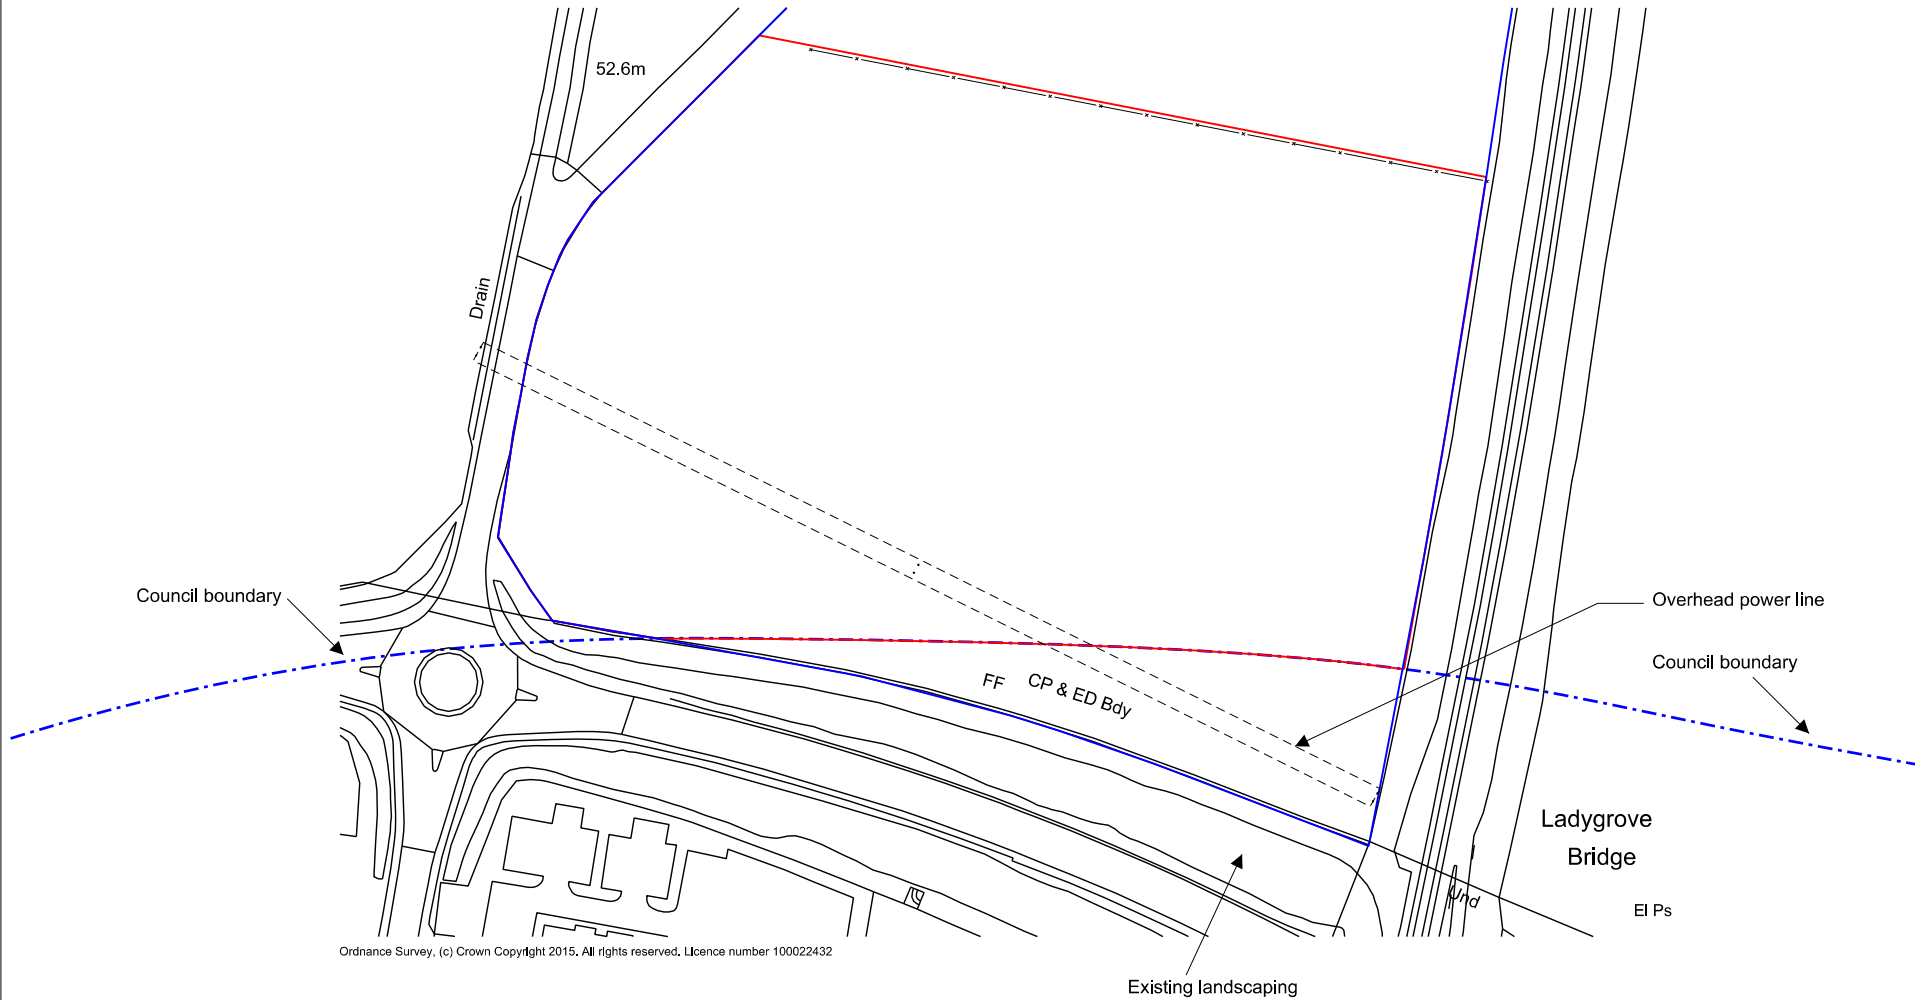 52.6m
Drain
Council boundary
Overhead power line
Council boundary
FF
CP & ED Bdy
Ladygrove
Bridge
Und
El Ps
Ordnance Survey, (c) Crown Copyright 2015. All rights reserved. Licence number 100022432
Existing landscaping